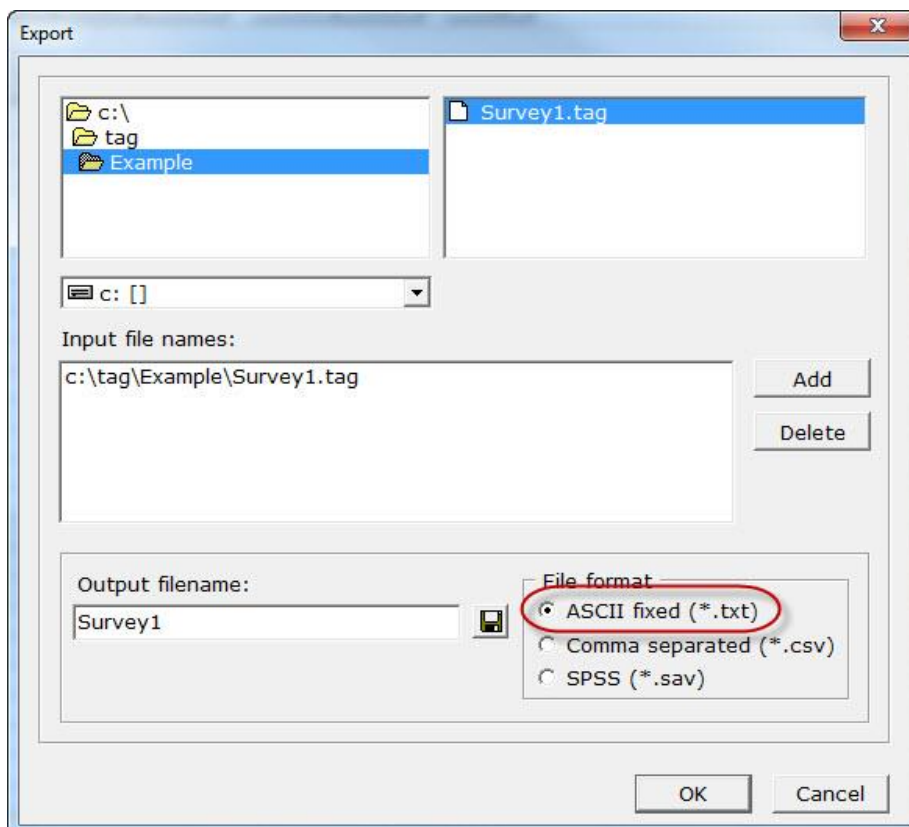 Export
c:\
tag
Example
Survey1.tag
c: []
Input file names:
c:\tag\Example\Survey1.tag
Add
Delete
Output filename:
Survey1
File format
ASCII fixed (*.txt)
Comma separated (*.csv)
SPSS (*.sav)
OK
Cancel